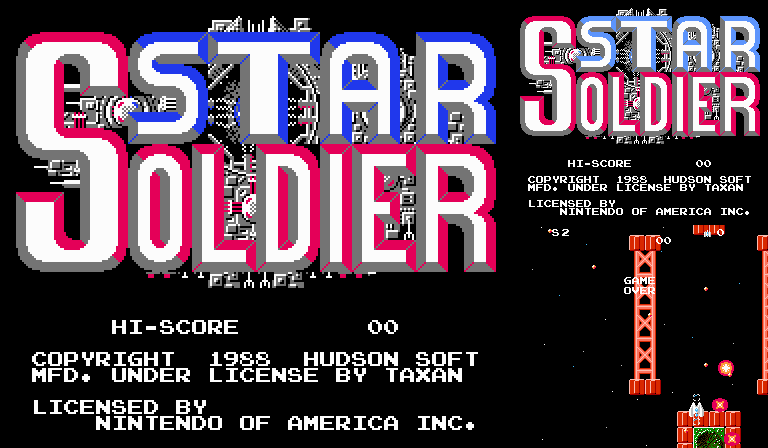 STAR
SOLDIER
HI-SCORE 00
COPYRIGHT 1988 HUDSON SOFT
MFD. UNDER LICENSE BY TAXAN
LICENSED BY
NINTENDO OF AMERICA INC.
STAR
SOLDIER
HI-SCORE 00
COPYRIGHT 1988 HUDSON SOFT
MFD. UNDER LICENSE BY TAXAN
LICENSED BY
NINTENDO OF AMERICA INC.
S2 0
00
GAME
OVER